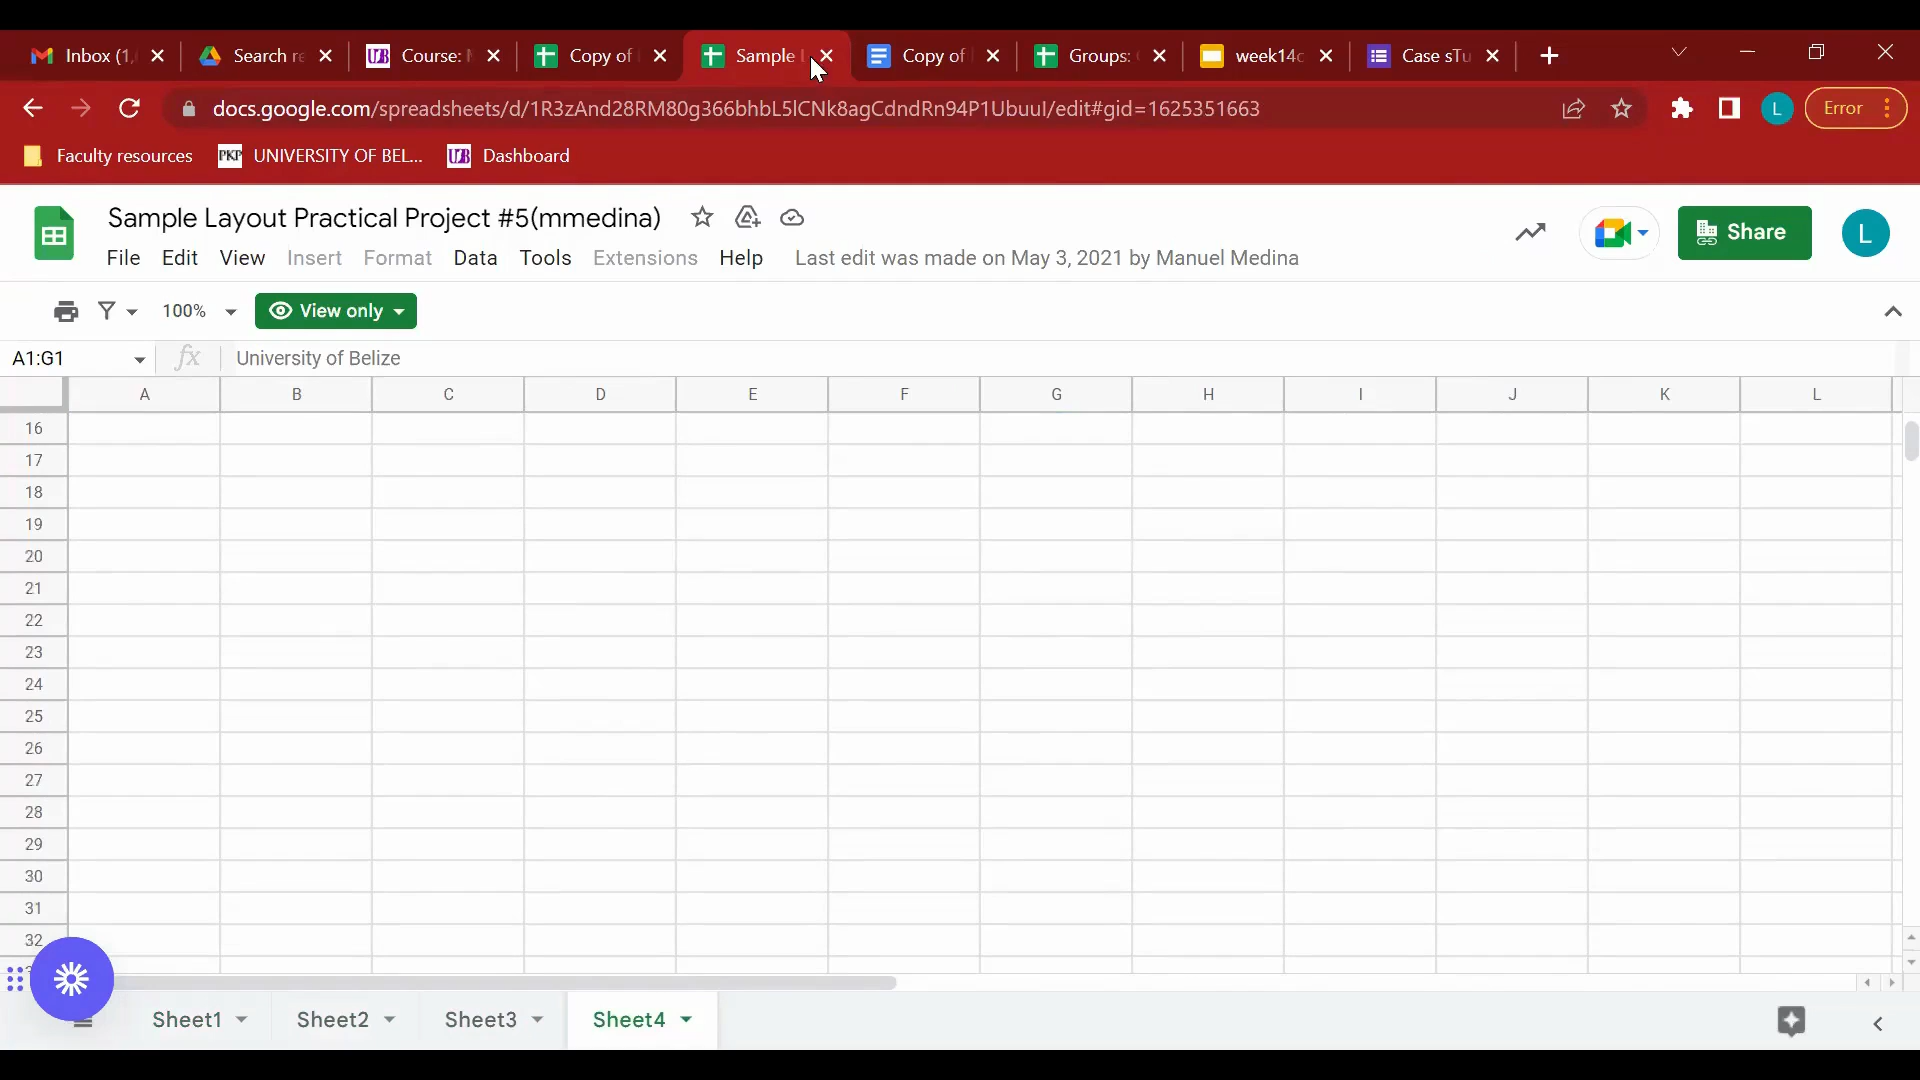 Inbox (1,
Search re
Course: M
Copy of
Sample L
Copy of
Groups:
week14c
Case sTu
docs.google.com/spreadsheets/d/1R3zAnd28RM80g366bhbL5lCNk8agCdndRn94P1UbuuI/edit#gid=1625351663
L
Error
Faculty resources
PKP
UNIVERSITY OF BEL...
UB
Dashboard
Sample Layout Practical Project #5(mmedina)
Share
L
File Edit View Insert Format Data Tools Extensions Help
Last edit was made on May 3, 2021 by Manuel Medina
100%
View only
A1:G1
fx
University of Belize
A B C D E F G H I J K L
16
17
18
19
20
21
22
23
24
25
26
27
28
29
30
31
32
Sheet1
Sheet2
Sheet3
Sheet4